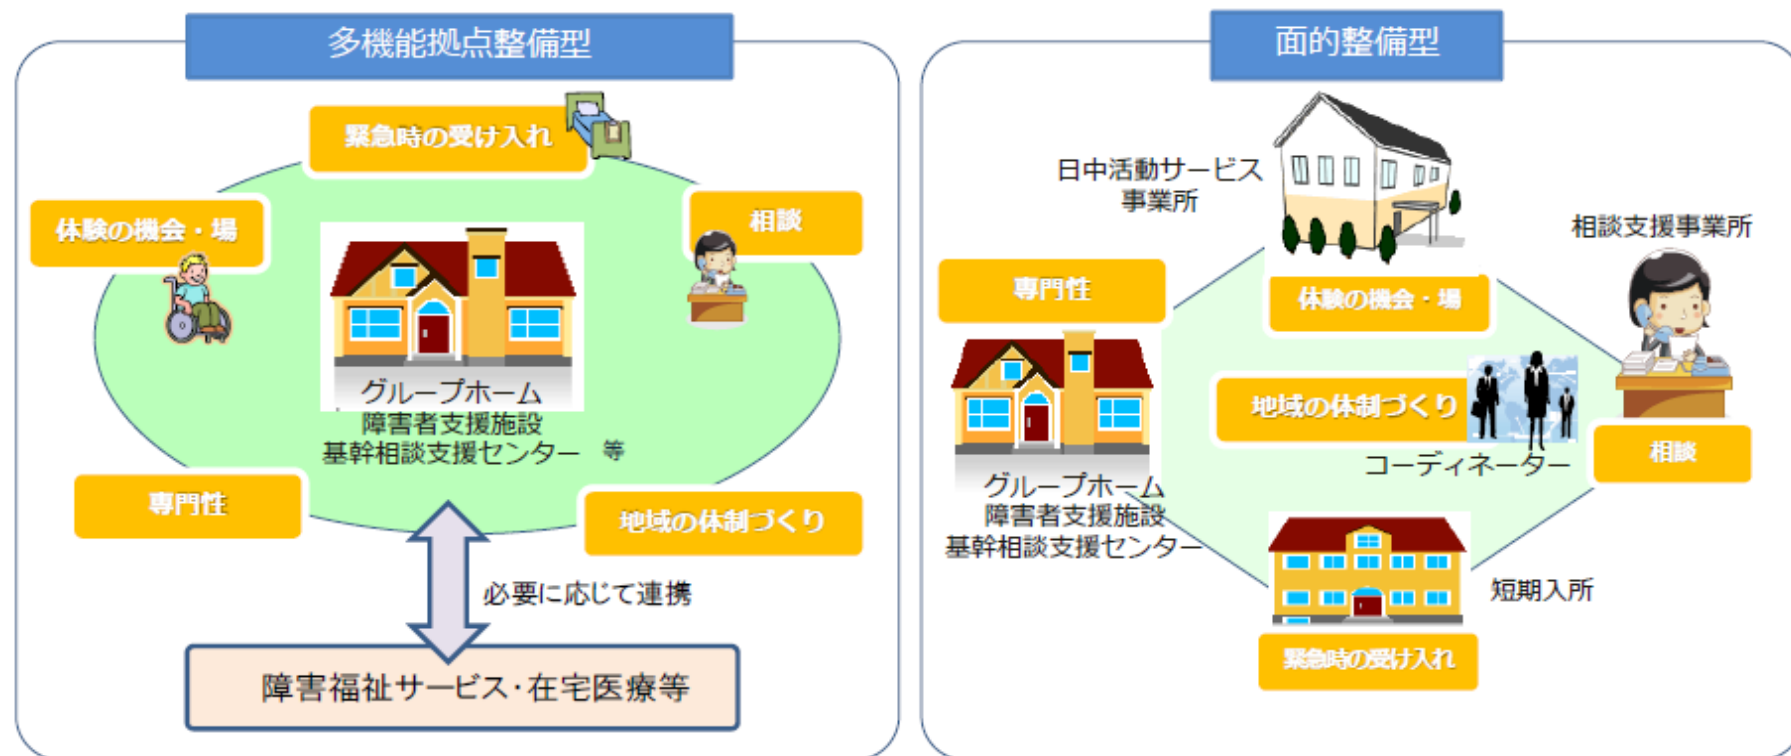 多機能拠点整備型
緊急時の受け入れ
体験の機会・場
相談
グループホーム
障害者支援施設
基幹相談支援センター 等
専門性
地域の体制づくり
必要に応じて連携
障害福祉サービス・在宅医療等
面的整備型
日中活動サービス
事業所
相談支援事業所
専門性
体験の機会・場
地域の体制づくり
コーディネーター
相談
グループホーム
障害者支援施設
基幹相談支援センター
短期入所
緊急時の受け入れ